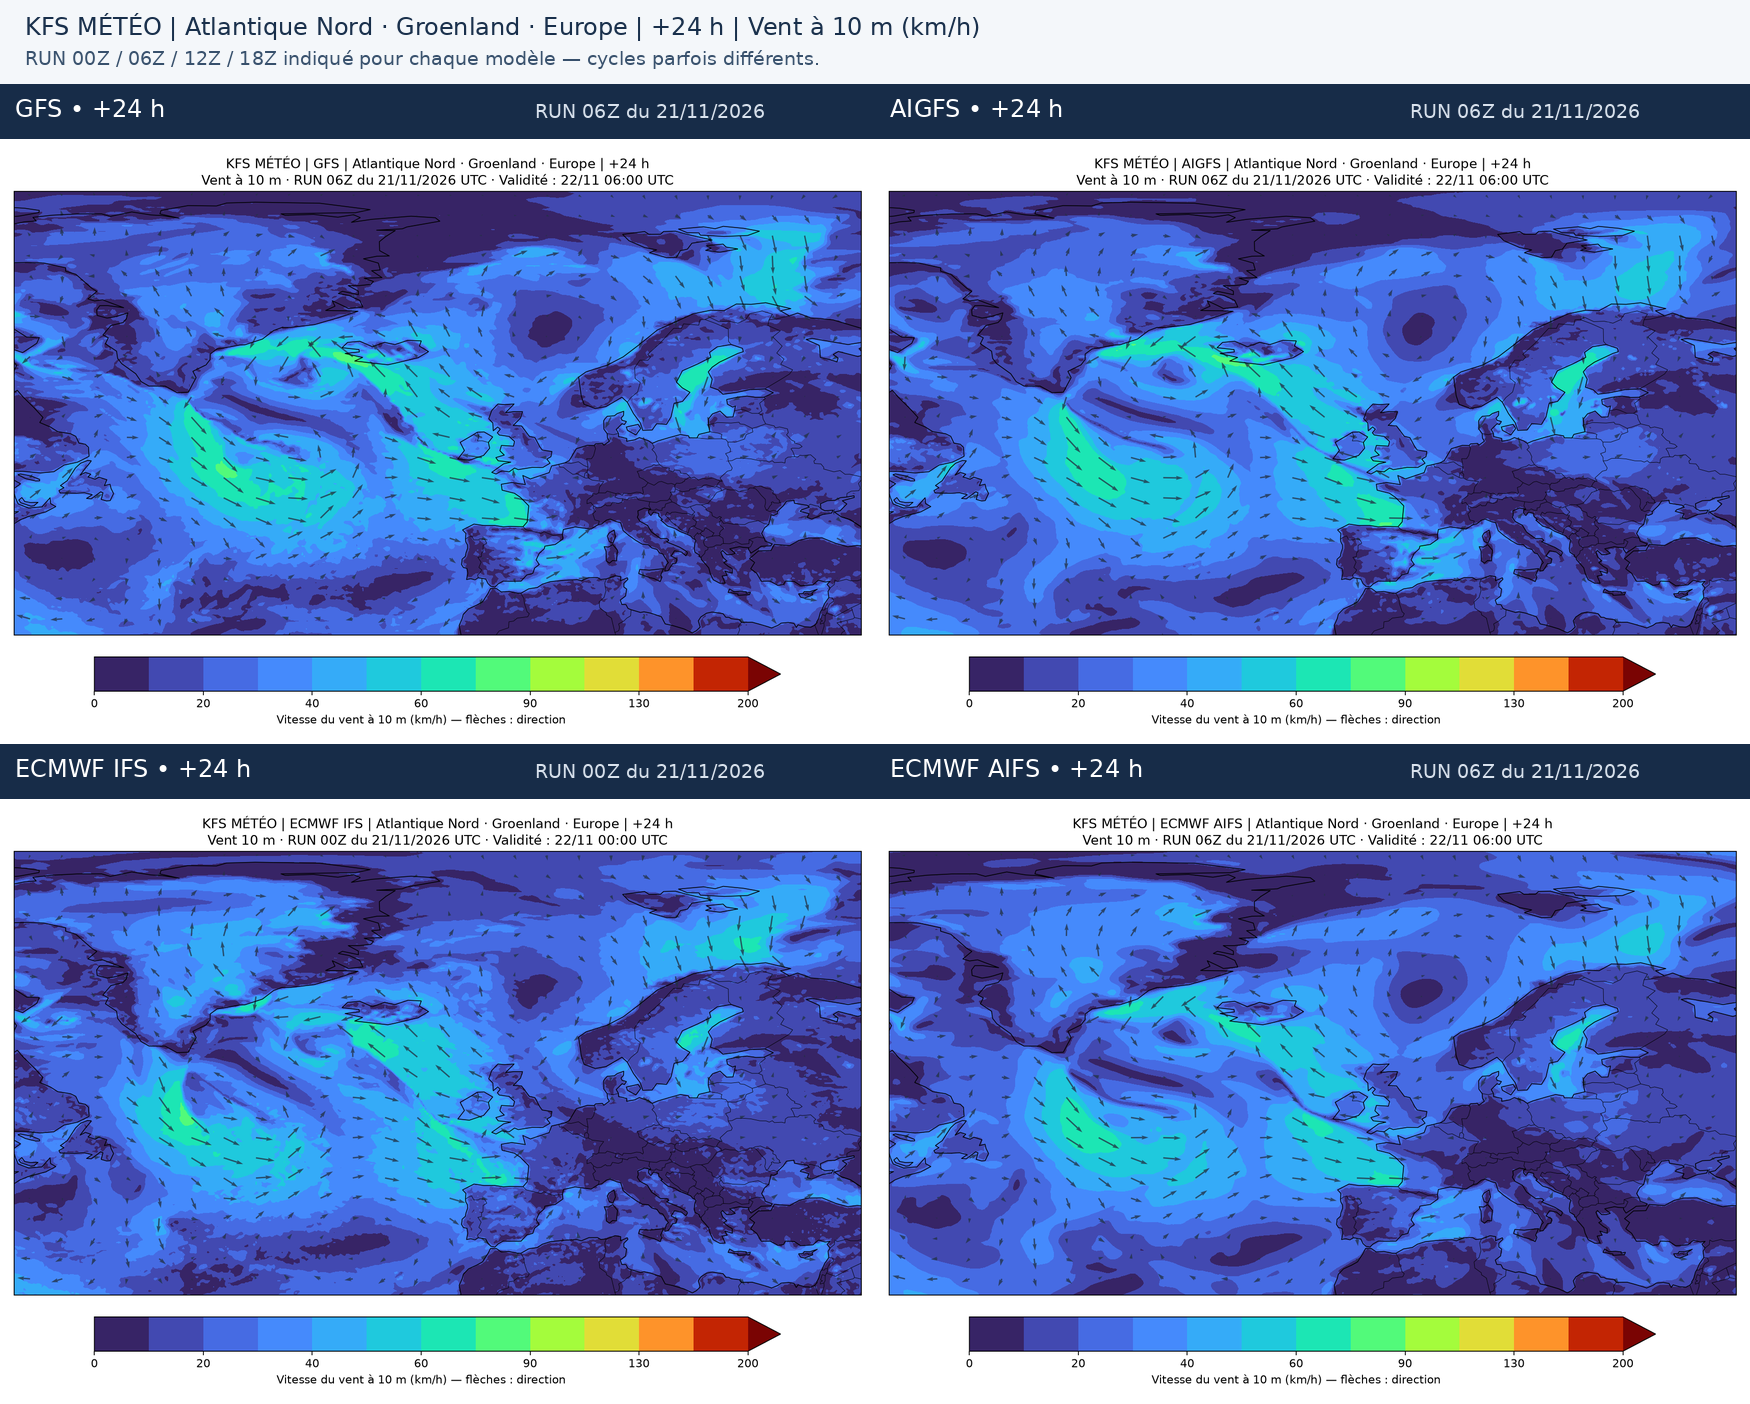 KFS MÉTÉO | Atlantique Nord · Groenland · Europe | +24 h | Vent à 10 m (km/h)
RUN 00Z / 06Z / 12Z / 18Z indiqué pour chaque modèle — cycles parfois différents.
GFS • +24 h
RUN 06Z du 21/11/2026
KFS MÉTÉO | GFS | Atlantique Nord · Groenland · Europe | +24 h
Vent à 10 m · RUN 06Z du 21/11/2026 UTC · Validité : 22/11 06:00 UTC
0 20 40 60 90 130 200
Vitesse du vent à 10 m (km/h) — flèches : direction
AIGFS • +24 h
RUN 06Z du 21/11/2026
KFS MÉTÉO | AIGFS | Atlantique Nord · Groenland · Europe | +24 h
Vent à 10 m · RUN 06Z du 21/11/2026 UTC · Validité : 22/11 06:00 UTC
0 20 40 60 90 130 200
Vitesse du vent à 10 m (km/h) — flèches : direction
ECMWF IFS • +24 h
RUN 00Z du 21/11/2026
KFS MÉTÉO | ECMWF IFS | Atlantique Nord · Groenland · Europe | +24 h
Vent 10 m · RUN 00Z du 21/11/2026 UTC · Validité : 22/11 00:00 UTC
0 20 40 60 90 130 200
Vitesse du vent à 10 m (km/h) — flèches : direction
ECMWF AIFS • +24 h
RUN 06Z du 21/11/2026
KFS MÉTÉO | ECMWF AIFS | Atlantique Nord · Groenland · Europe | +24 h
Vent 10 m · RUN 06Z du 21/11/2026 UTC · Validité : 22/11 06:00 UTC
0 20 40 60 90 130 200
Vitesse du vent à 10 m (km/h) — flèches : direction